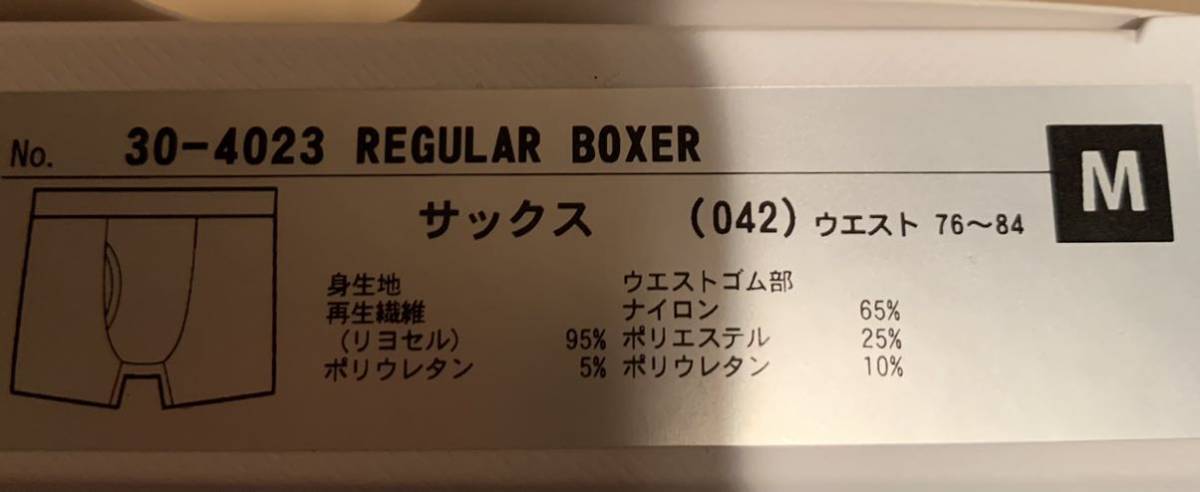 No. 30-4023 REGULAR BOXER
M
サックス (042) ウエスト 76～84
身生地 ウエストゴム部
再生繊維 ナイロン 65%
(リヨセル) 95% ポリエステル 25%
ポリウレタン 5% ポリウレタン 10%